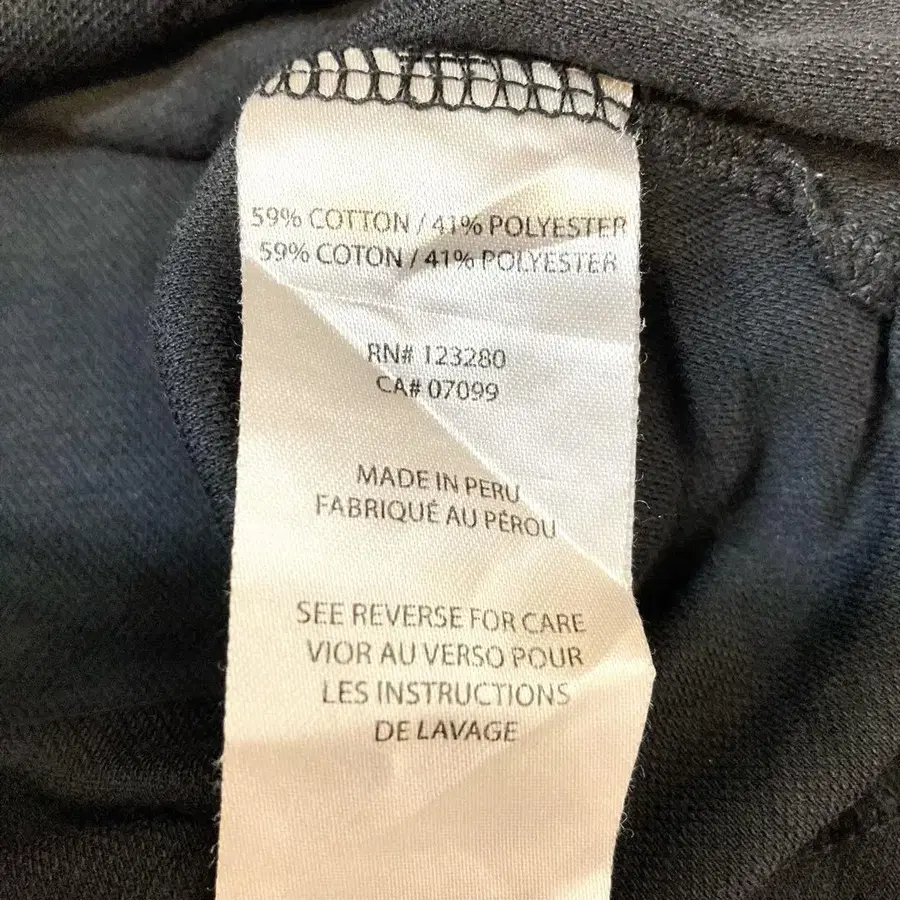 59% COTTON / 41% POLYESTER
59% COTON / 41% POLYESTER
RN# 123280
CA# 07099
MADE IN PERU
FABRIQUÉ AU PÉROU
SEE REVERSE FOR CARE
VIOR AU VERSO POUR
LES INSTRUCTIONS
DE LAVAGE